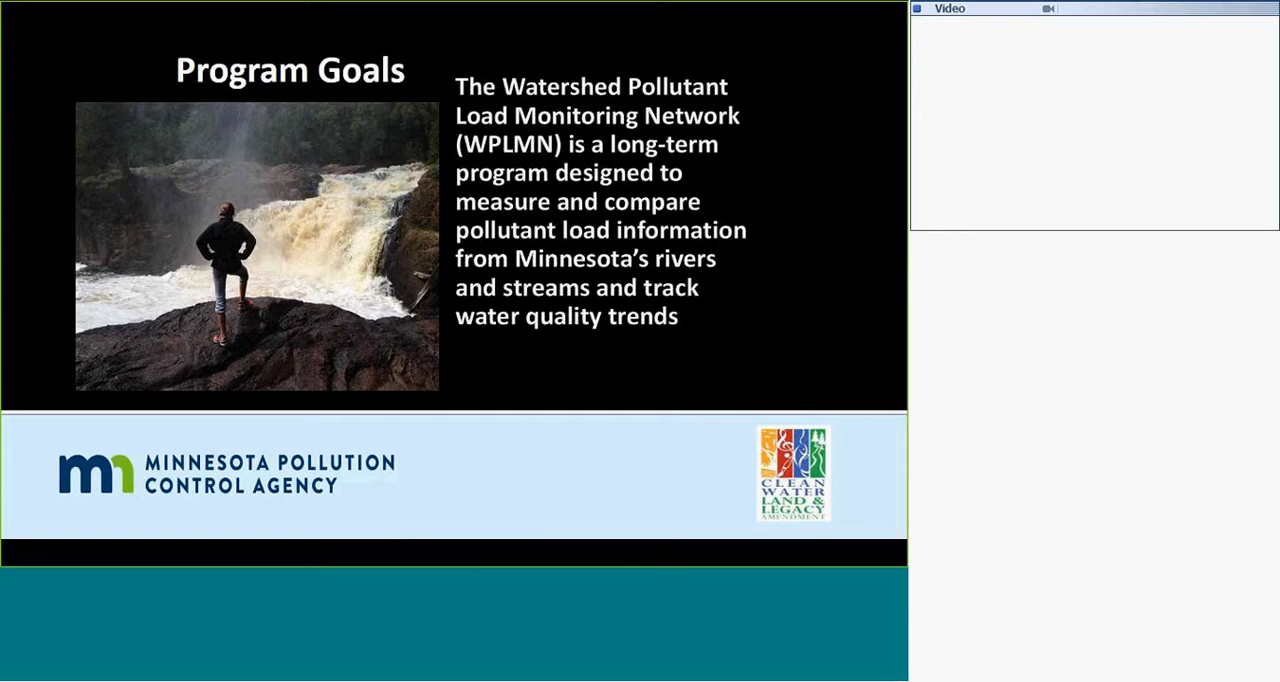 Video
Program Goals
The Watershed Pollutant
Load Monitoring Network
(WPLMN) is a long-term
program designed to
measure and compare
pollutant load information
from Minnesota’s rivers
and streams and track
water quality trends
mn MINNESOTA POLLUTION
CONTROL AGENCY
CLEAN
WATER
LAND &
LEGACY
AMENDMENT